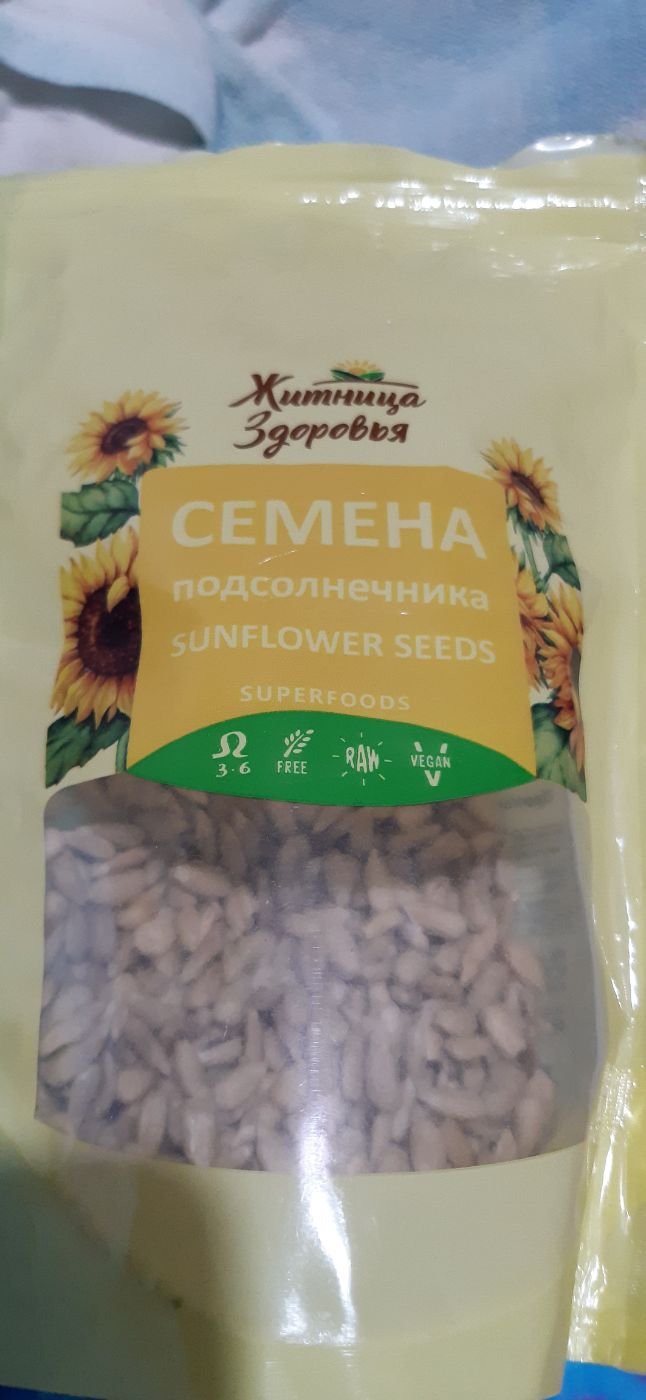 Житница
Здоровья
СЕМЕНА
подсолнечника
SUNFLOWER SEEDS
SUPERFOODS
Ω
3-6
FREE
RAW
VEGAN
V